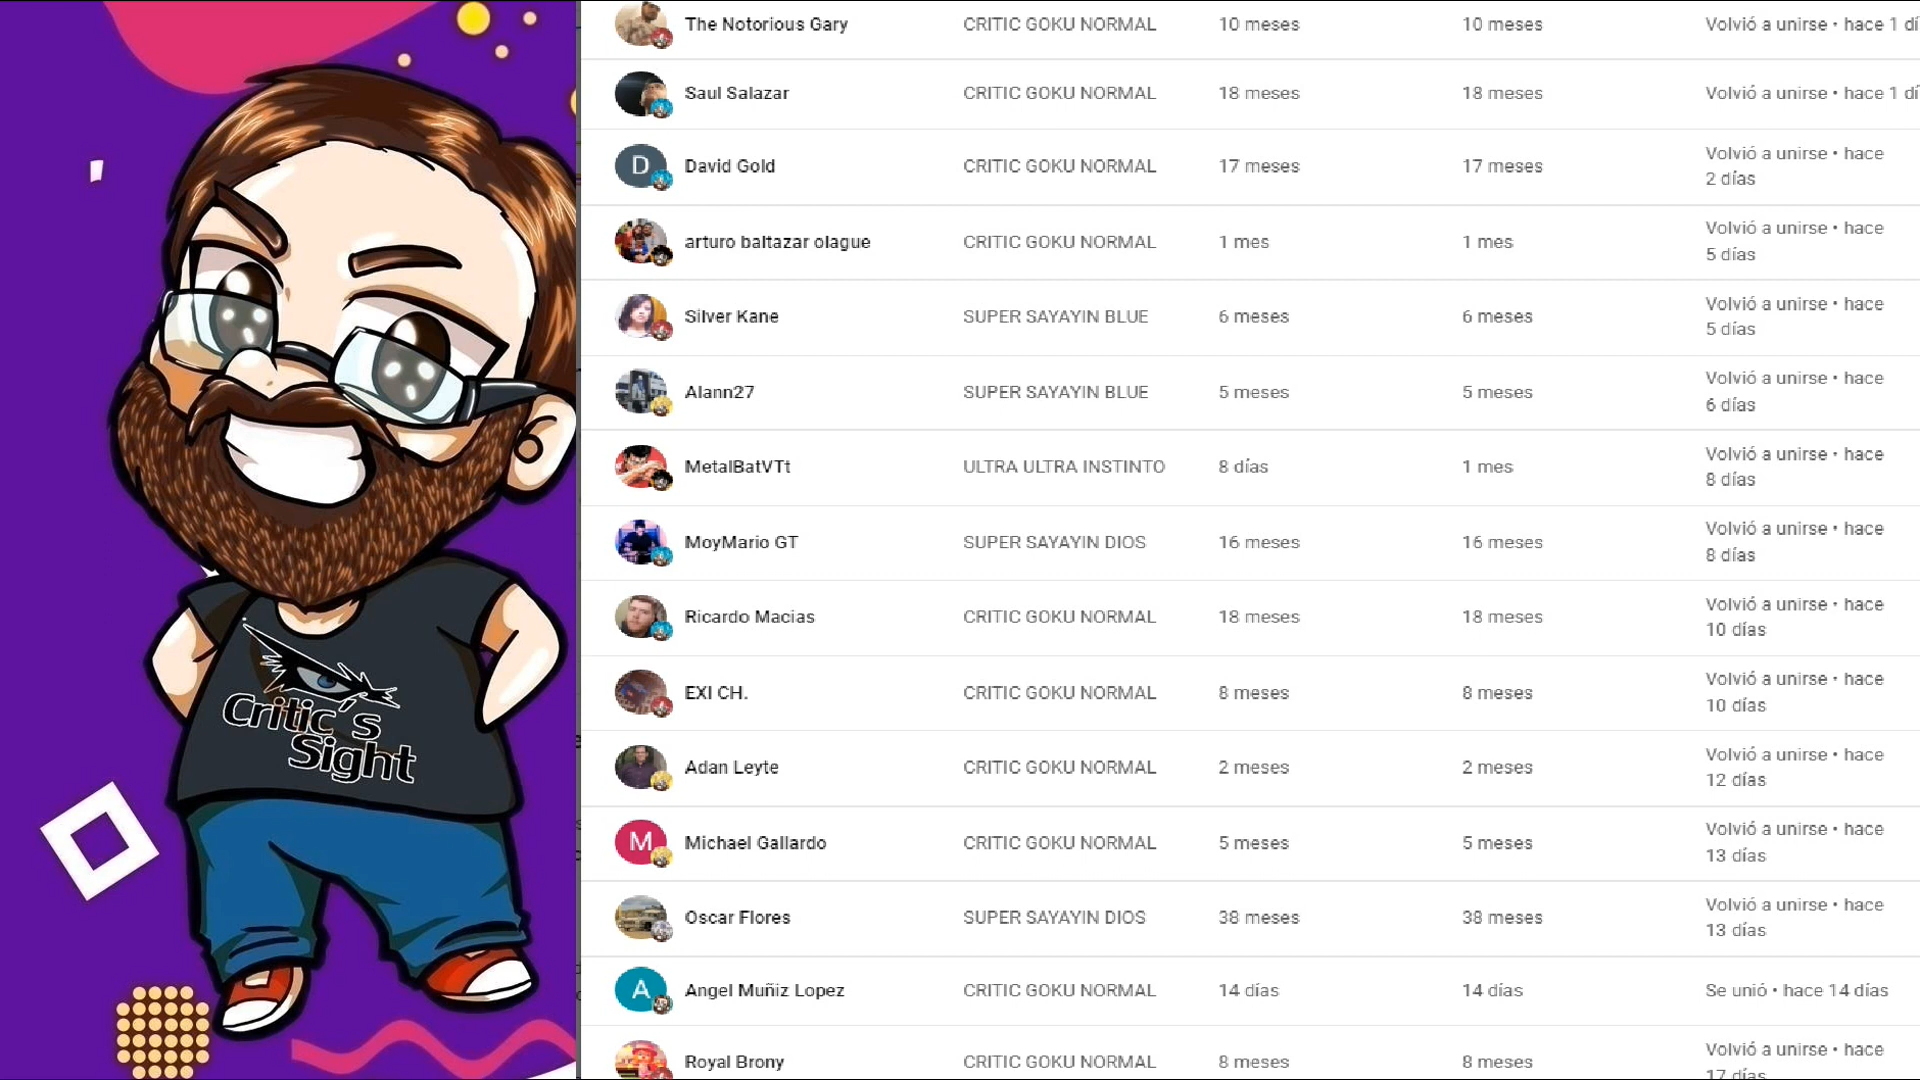 Critic's
Sight
The Notorious Gary CRITIC GOKU NORMAL 10 meses 10 meses Volvió a unirse • hace 1 dí
Saul Salazar CRITIC GOKU NORMAL 18 meses 18 meses Volvió a unirse • hace 1 dí
D David Gold CRITIC GOKU NORMAL 17 meses 17 meses Volvió a unirse • hace
2 días
arturo baltazar olague CRITIC GOKU NORMAL 1 mes 1 mes Volvió a unirse • hace
5 días
Silver Kane SUPER SAYAYIN BLUE 6 meses 6 meses Volvió a unirse • hace
5 días
Alann27 SUPER SAYAYIN BLUE 5 meses 5 meses Volvió a unirse • hace
6 días
MetalBatVTt ULTRA ULTRA INSTINTO 8 días 1 mes Volvió a unirse • hace
8 días
MoyMario GT SUPER SAYAYIN DIOS 16 meses 16 meses Volvió a unirse • hace
8 días
Ricardo Macias CRITIC GOKU NORMAL 18 meses 18 meses Volvió a unirse • hace
10 días
EXI CH. CRITIC GOKU NORMAL 8 meses 8 meses Volvió a unirse • hace
10 días
Adan Leyte CRITIC GOKU NORMAL 2 meses 2 meses Volvió a unirse • hace
12 días
M Michael Gallardo CRITIC GOKU NORMAL 5 meses 5 meses Volvió a unirse • hace
13 días
Oscar Flores SUPER SAYAYIN DIOS 38 meses 38 meses Volvió a unirse • hace
13 días
A Angel Muñiz Lopez CRITIC GOKU NORMAL 14 días 14 días Se unió • hace 14 días
Royal Brony CRITIC GOKU NORMAL 8 meses 8 meses Volvió a unirse • hace
17 días